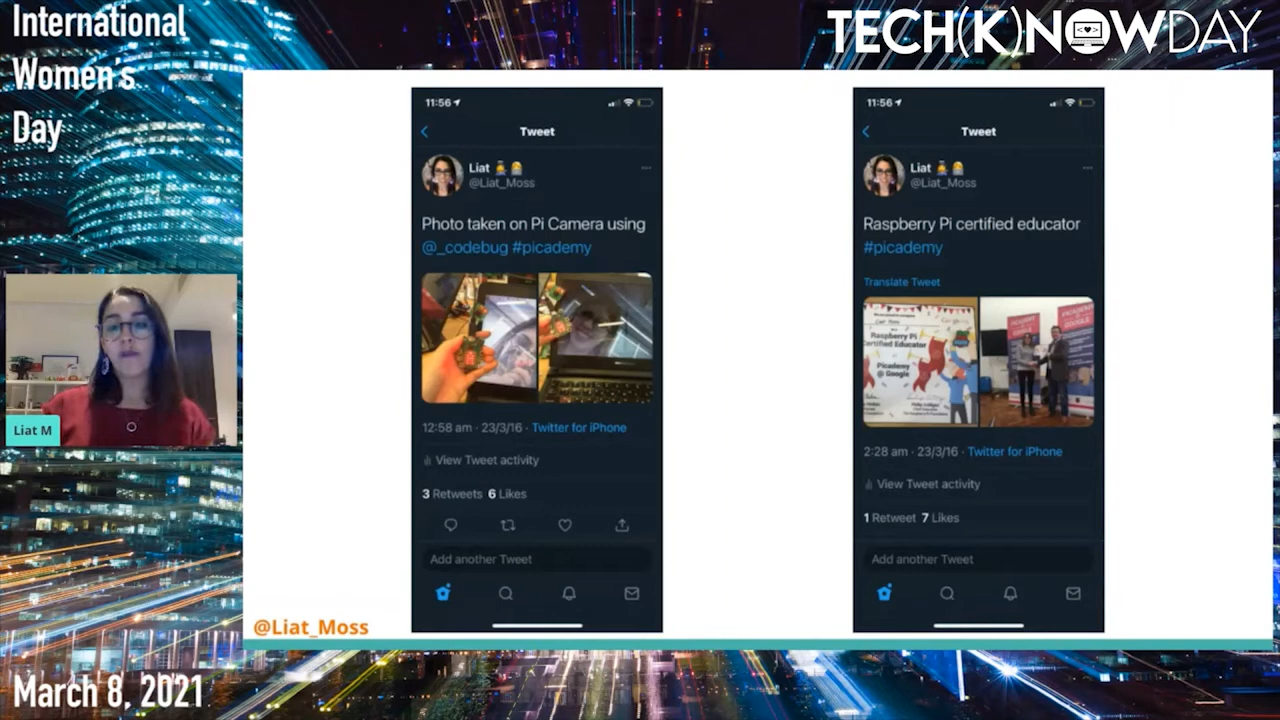 International
Women's
Day
TECH(K)NOWDAY
11:56
Tweet
Liat
@Liat_Moss
Photo taken on Pi Camera using
@_codebug #picademy
12:58 am · 23/3/16 · Twitter for iPhone
View Tweet activity
3 Retweets 6 Likes
Add another Tweet
11:56
Tweet
Liat
@Liat_Moss
Raspberry Pi certified educator
#picademy
Translate Tweet
Raspberry Pi
Certified Educator
Picademy
@ Google
PICADEMY
GOOGLE
2:28 am · 23/3/16 · Twitter for iPhone
View Tweet activity
1 Retweet 7 Likes
Add another Tweet
Liat M
@Liat_Moss
March 8, 2021